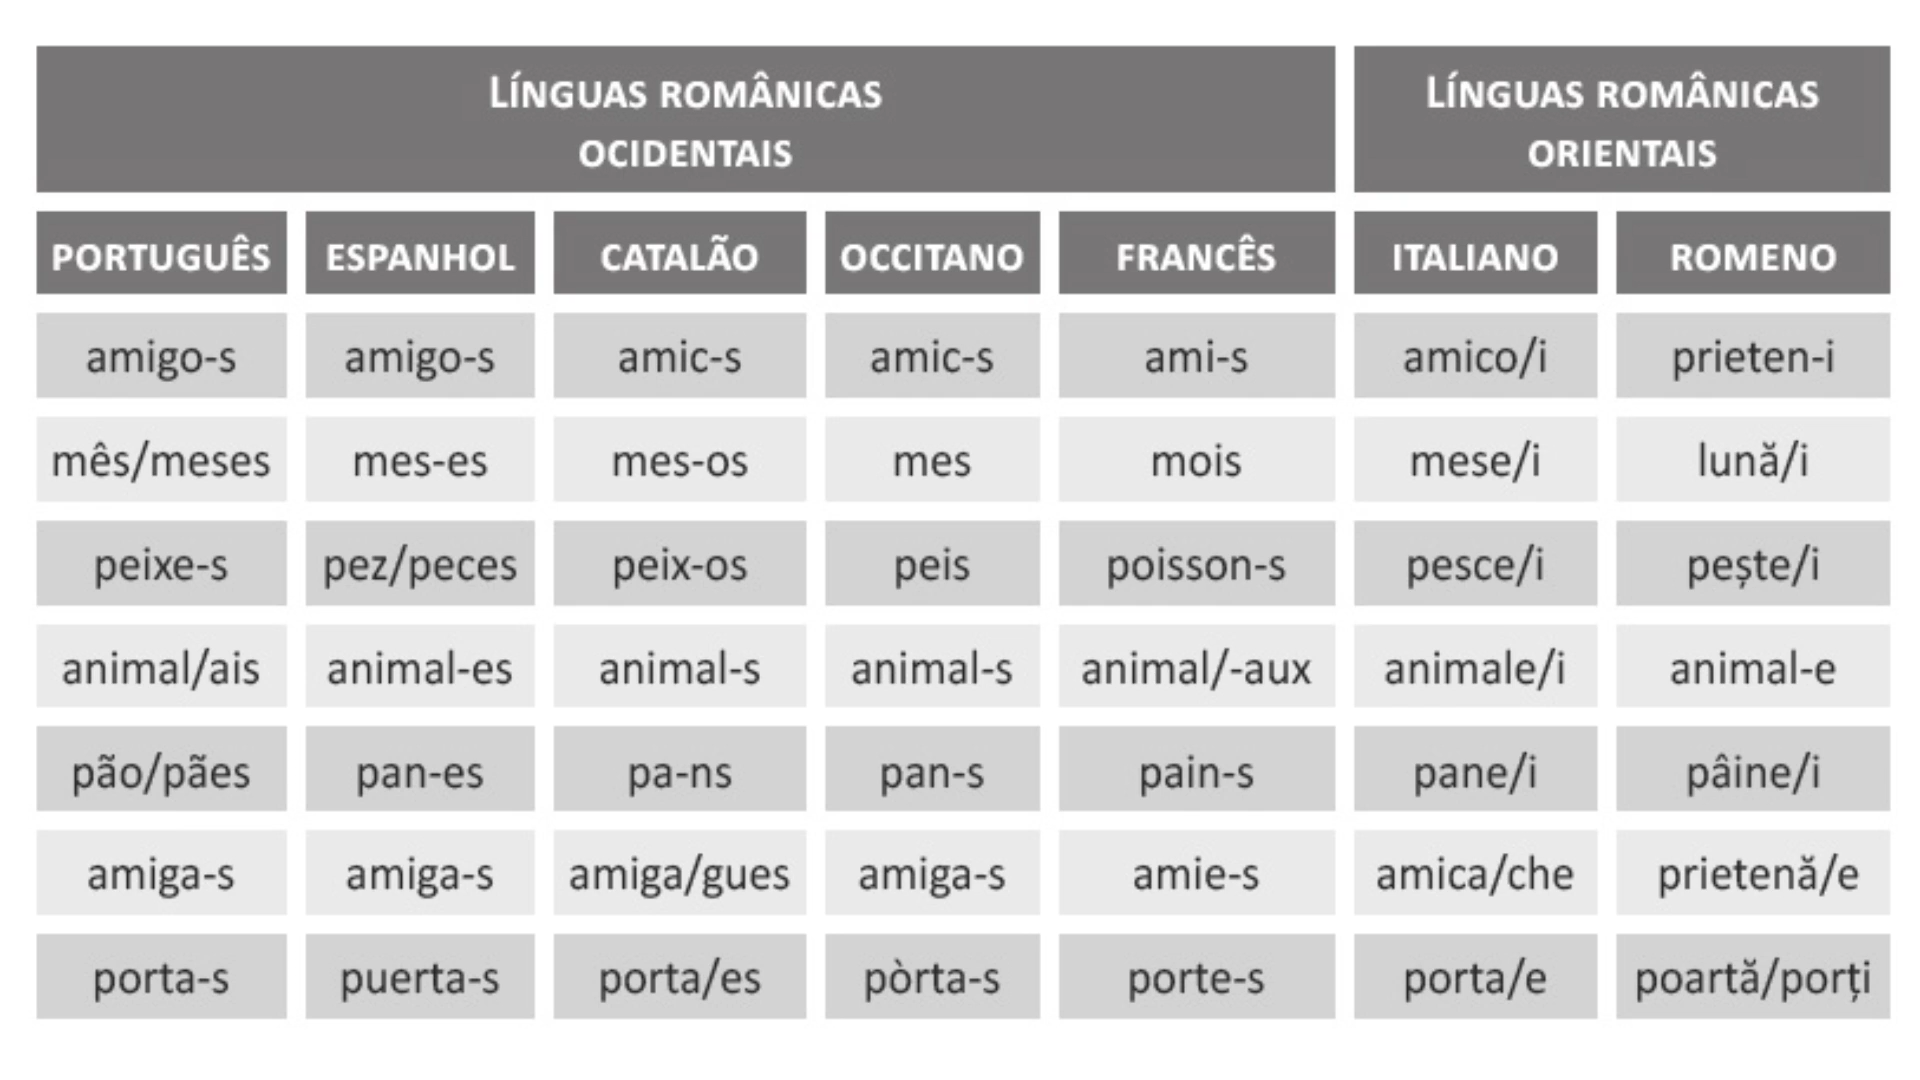 LÍNGUAS ROMÂNICAS
OCIDENTAIS
LÍNGUAS ROMÂNICAS
ORIENTAIS
PORTUGUÊS ESPANHOL CATALÃO OCCITANO FRANCÊS ITALIANO ROMENO
amigo-s amigo-s amic-s amic-s ami-s amico/i prieten-i
mês/meses mes-es mes-os mes mois mese/i lună/i
peixe-s pez/peces peix-os peis poisson-s pesce/i pește/i
animal/ais animal-es animal-s animal-s animal/-aux animale/i animal-e
pão/pães pan-es pa-ns pan-s pain-s pane/i pâine/i
amiga-s amiga-s amiga/gues amiga-s amie-s amica/che prietenă/e
porta-s puerta-s porta/es pòrta-s porte-s porta/e poartă/porți